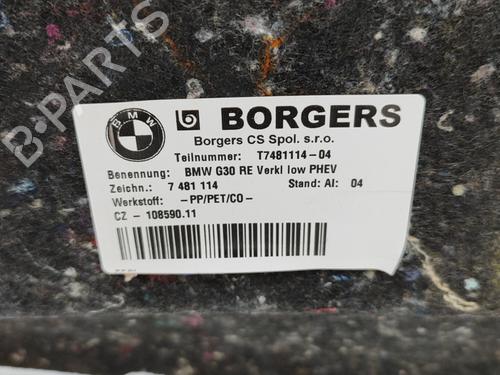 BMW
BORGERS
Borgers CS Spol. s.r.o.
Teilnummer: T7481114-04
Benennung: BMW G30 RE Verkl low PHEV
Zeichn.: 7 481 114 Stand: AI: 04
Werkstoff: -PP/PET/CO-
CZ - 108590.11
B-PARTS